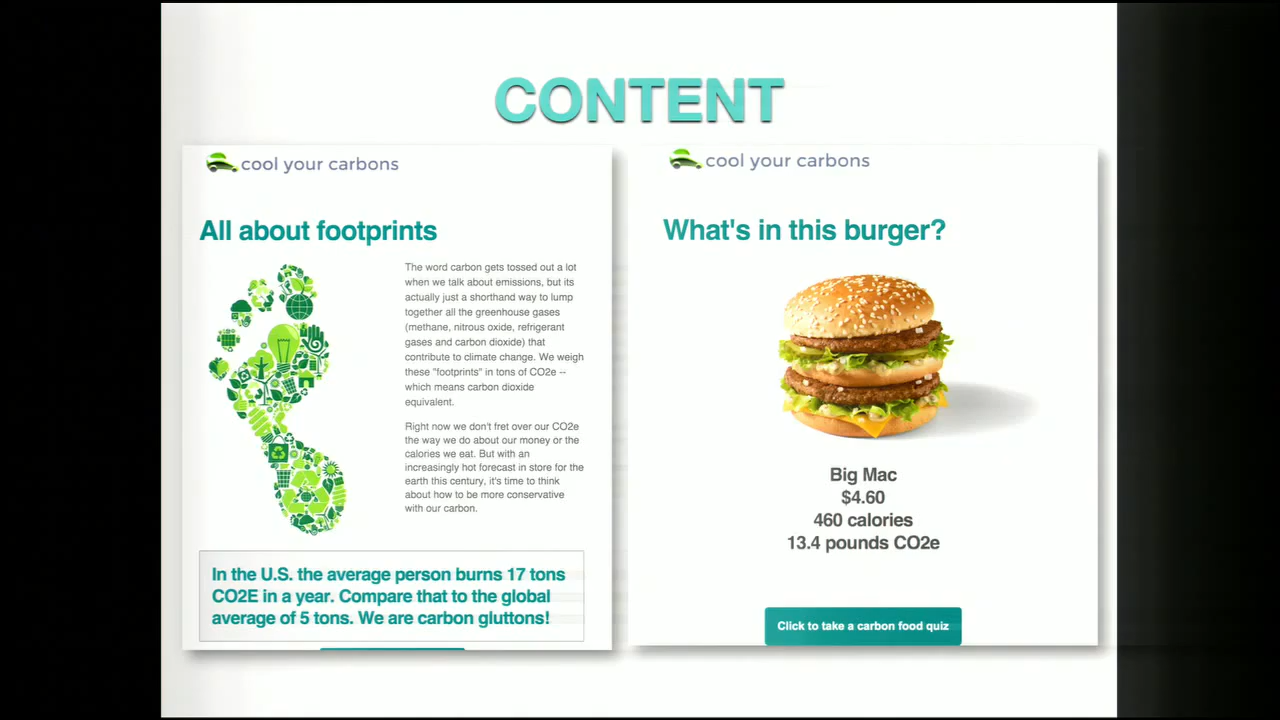 CONTENT
cool your carbons
All about footprints
The word carbon gets tossed out a lot
when we talk about emissions, but its
actually just a shorthand way to lump
together all the greenhouse gases
(methane, nitrous oxide, refrigerant
gases and carbon dioxide) that
contribute to climate change. We weigh
these "footprints" in tons of CO2e --
which means carbon dioxide
equivalent.
Right now we don't fret over our CO2e
the way we do about our money or the
calories we eat. But with an
increasingly hot forecast in store for the
earth this century, it's time to think
about how to be more conservative
with our carbon.
In the U.S. the average person burns 17 tons
CO2E in a year. Compare that to the global
average of 5 tons. We are carbon gluttons!
cool your carbons
What's in this burger?
Big Mac
$4.60
460 calories
13.4 pounds CO2e
Click to take a carbon food quiz